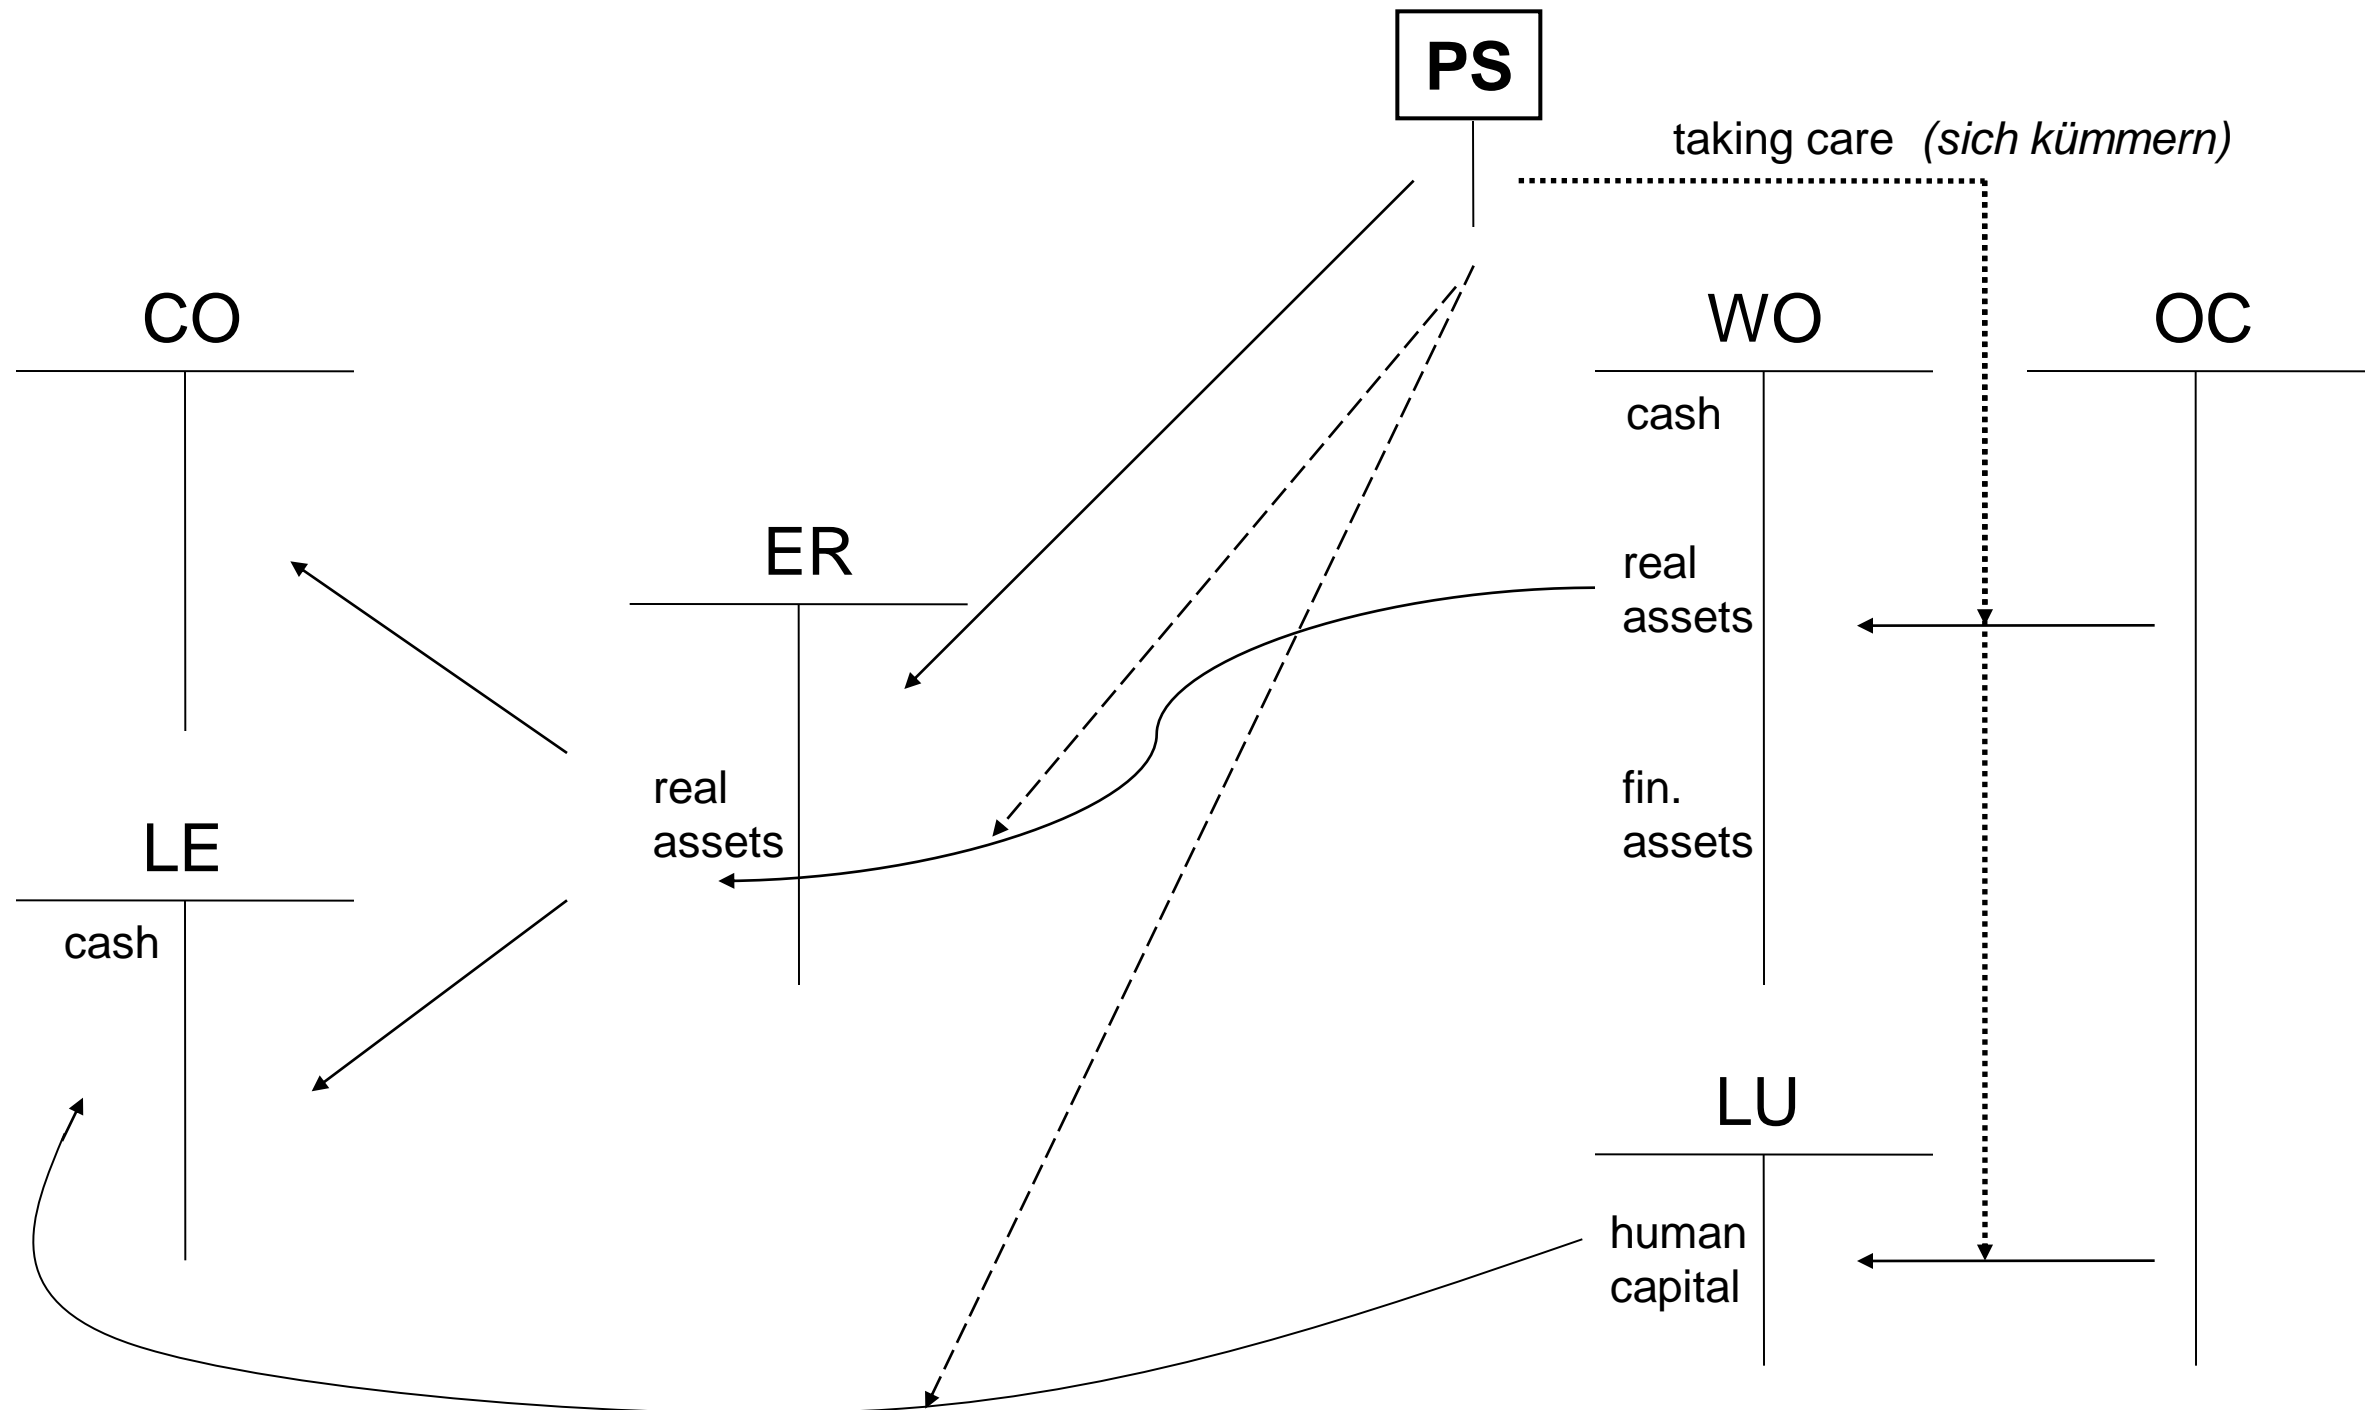 PS
taking care (sich kümmern)
CO
WO
OC
cash
ER
real
assets
real
assets
fin.
assets
LE
cash
LU
human
capital